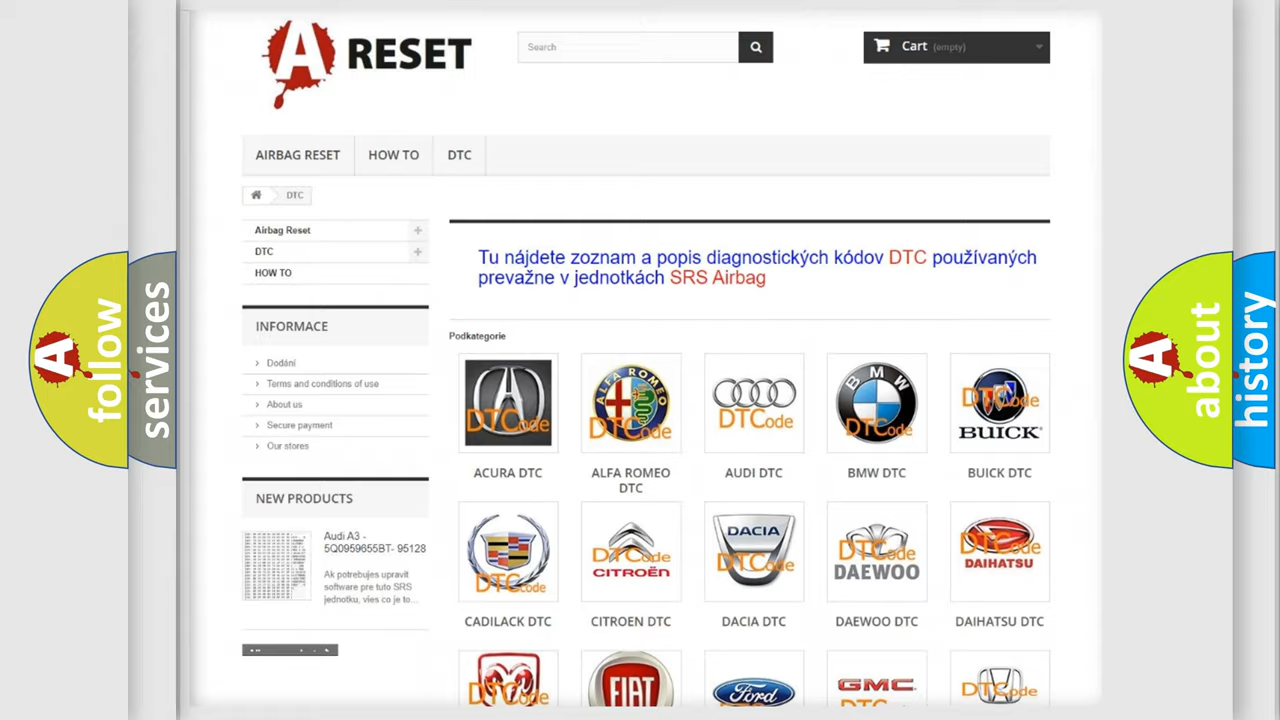 A RESET
Search
Cart (empty)
AIRBAG RESET
HOW TO
DTC
DTC
Airbag Reset
DTC
HOW TO
INFORMACE
Dodání
Terms and conditions of use
About us
Secure payment
Our stores
NEW PRODUCTS
Audi A3 -
5Q0959655BT- 95128
Ak potrebujes upravit
software pre tuto SRS
jednotku, vies co je to...
Tu nájdete zoznam a popis diagnostických kódov DTC používaných
prevažne v jednotkách SRS Airbag
Podkategorie
DTCode
ALFA ROMEO
DTCode
DTCode
BMW
DTCode
DTCode
BUICK
ACURA DTC
ALFA ROMEO
DTC
AUDI DTC
BMW DTC
BUICK DTC
DTCode
DTCode
CITROËN
DACIA
DTCode
DTCode
DAEWOO
DTCode
DAIHATSU
CADILACK DTC
CITROEN DTC
DACIA DTC
DAEWOO DTC
DAIHATSU DTC
DTCode
FIAT
Ford
GMC
DTCode
A
follow
services
A
about
history